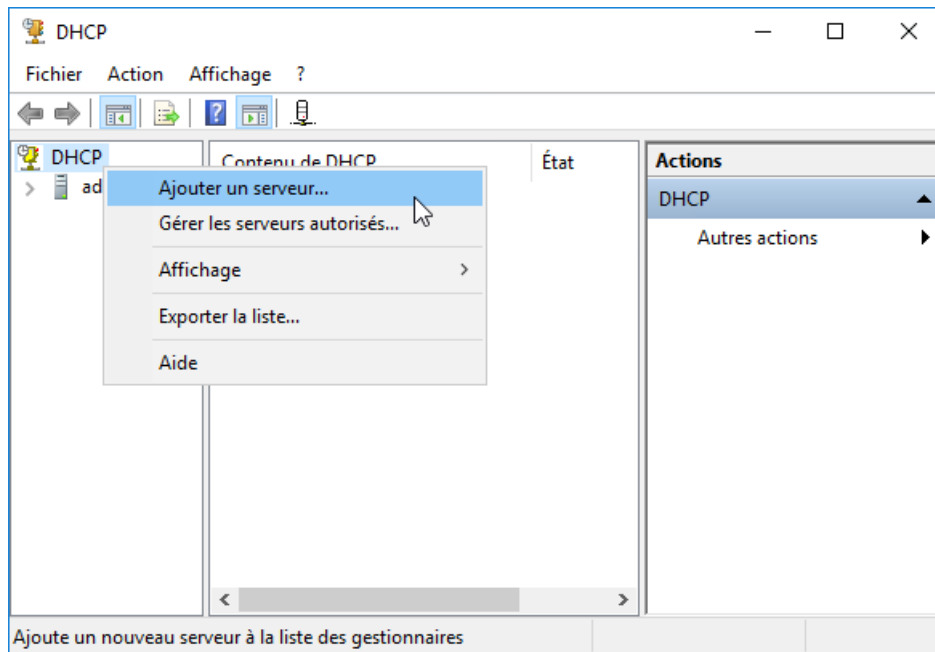 DHCP
Fichier Action Affichage ?
DHCP
ad
Contenu de DHCP État
Ajouter un serveur...
Gérer les serveurs autorisés...
Affichage
Exporter la liste...
Aide
Actions
DHCP
Autres actions
Ajoute un nouveau serveur à la liste des gestionnaires